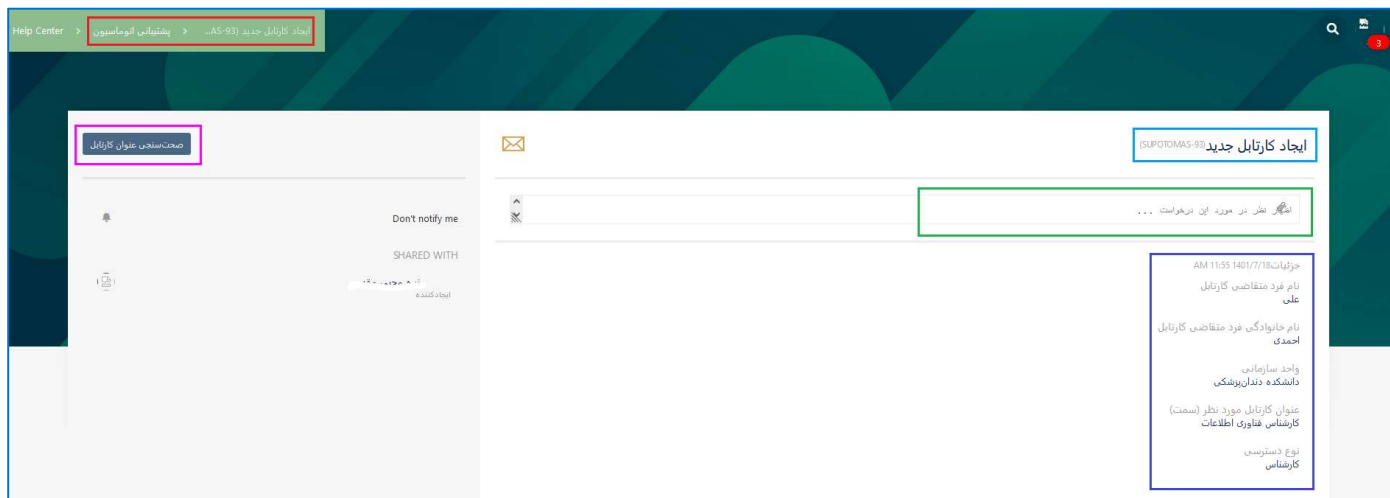 Help Center > پشتیبانی اتوماسیون > ایجاد کارتابل جدید (AS-93...
3
ایجاد کارتابل جدید (SUPOTOMAS-93)
صحت‌سنجی عنوان کارتابل
اظهار نظر در مورد این درخواست ...
Don't notify me
SHARED WITH
ایجادکننده
جزئیات 1401/7/18 11:55 AM
نام فرد متقاضی کارتابل
علی
نام خانوادگی فرد متقاضی کارتابل
احمدی
واحد سازمانی
دانشکده دندان‌پزشکی
عنوان کارتابل مورد نظر (سمت)
کارشناس فناوری اطلاعات
نوع دسترسی
کارشناس